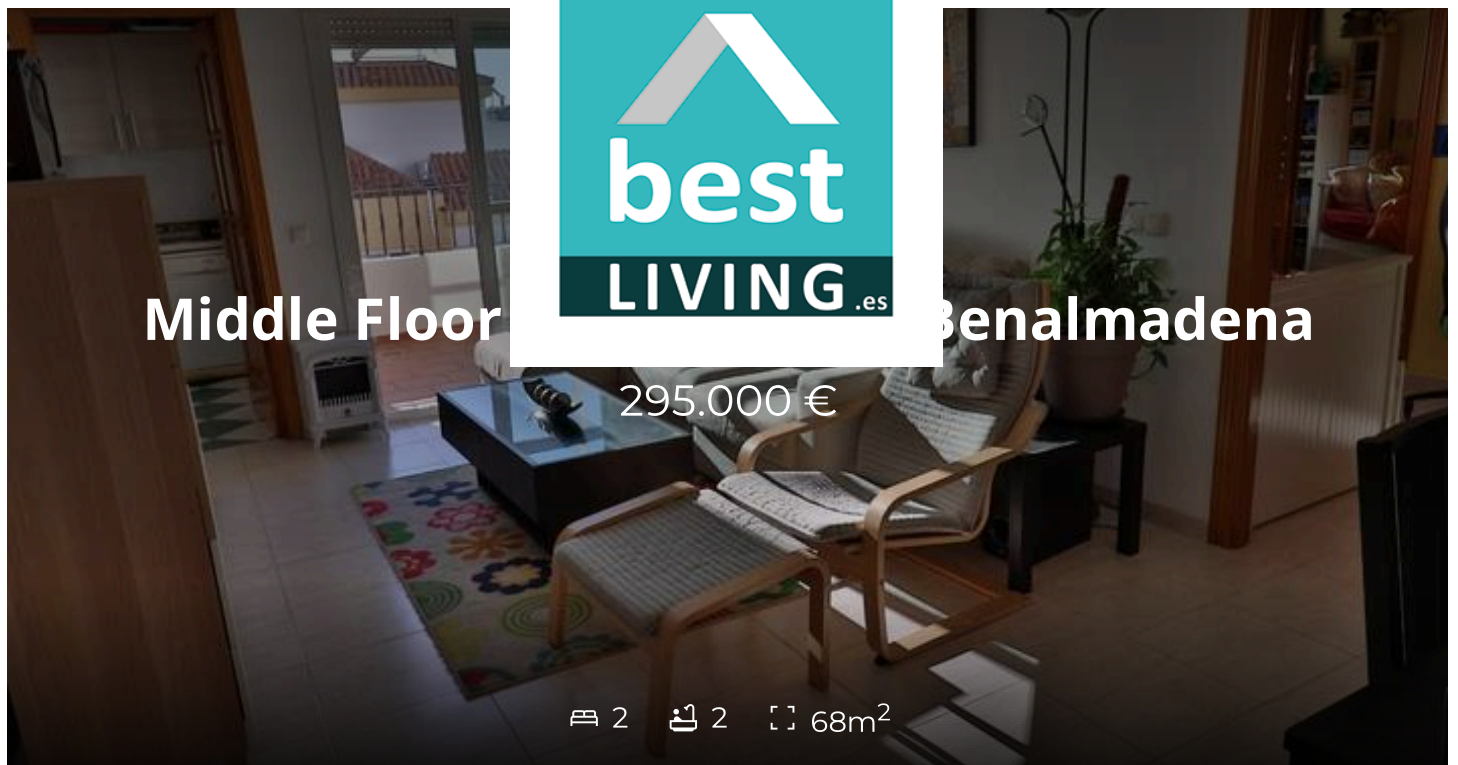 best
LIVING.es
Middle Floor Benalmadena
295.000 €
2 2 68m²